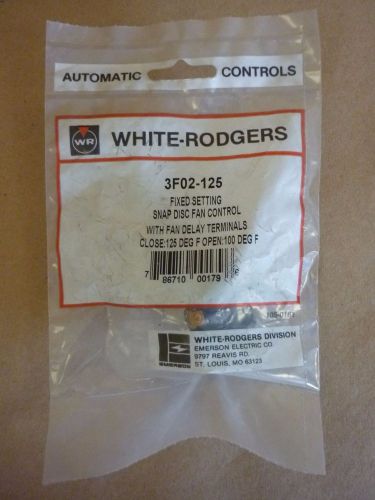 AUTOMATIC CONTROLS
WR
WHITE-RODGERS
3F02-125
FIXED SETTING
SNAP DISC FAN CONTROL
WITH FAN DELAY TERMINALS
CLOSE:125 DEG F OPEN:100 DEG F
7 86710 00179
WHITE-RODGERS DIVISION
EMERSON ELECTRIC CO.
9797 REAVIS RD.
ST. LOUIS, MO 63123
EMERSON